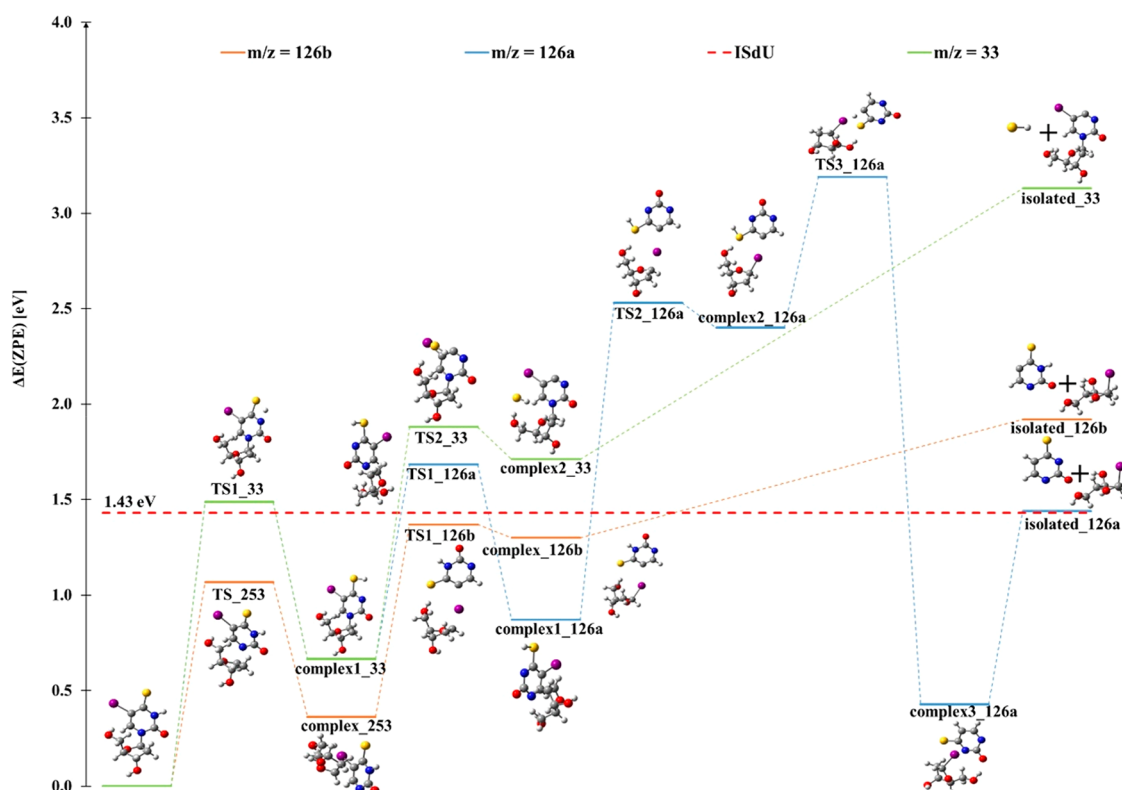 4.0
m/z = 126b
m/z = 126a
ISdU
m/z = 33
3.5
TS3_126a
+
isolated_33
3.0
ΔE(ZPE) [eV]
2.5
TS2_126a
complex2_126a
2.0
+
isolated_126b
TS2_33
complex2_33
TS1_33
TS1_126a
+
1.5
1.43 eV
isolated_126a
TS1_126b
complex_126b
1.0
TS_253
complex1_126a
complex1_33
0.5
complex_253
complex3_126a
0.0